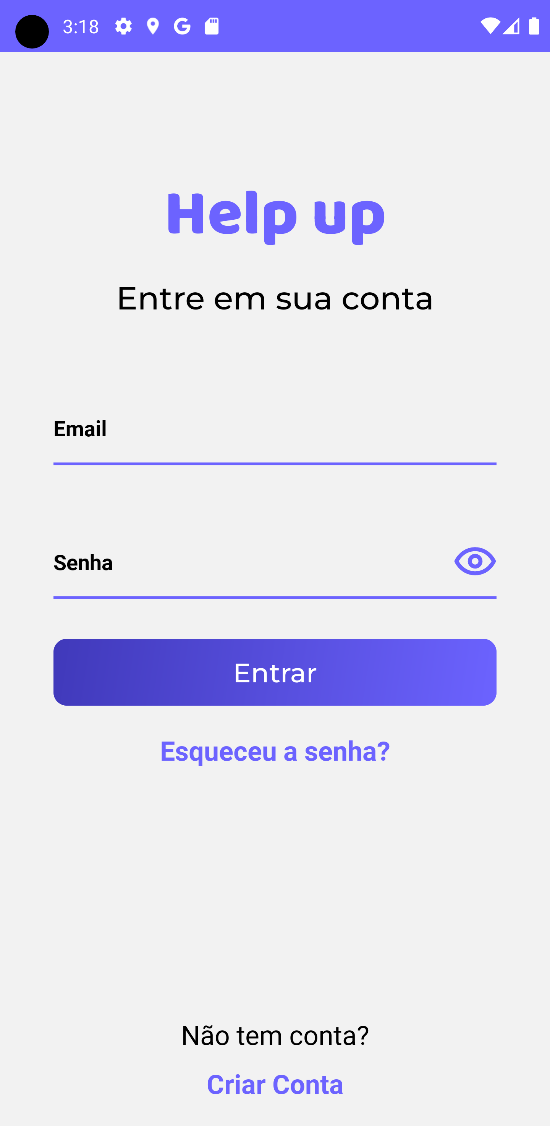 3:18
Help up
Entre em sua conta
Email
Senha
Entrar
Esqueceu a senha?
Não tem conta?
Criar Conta